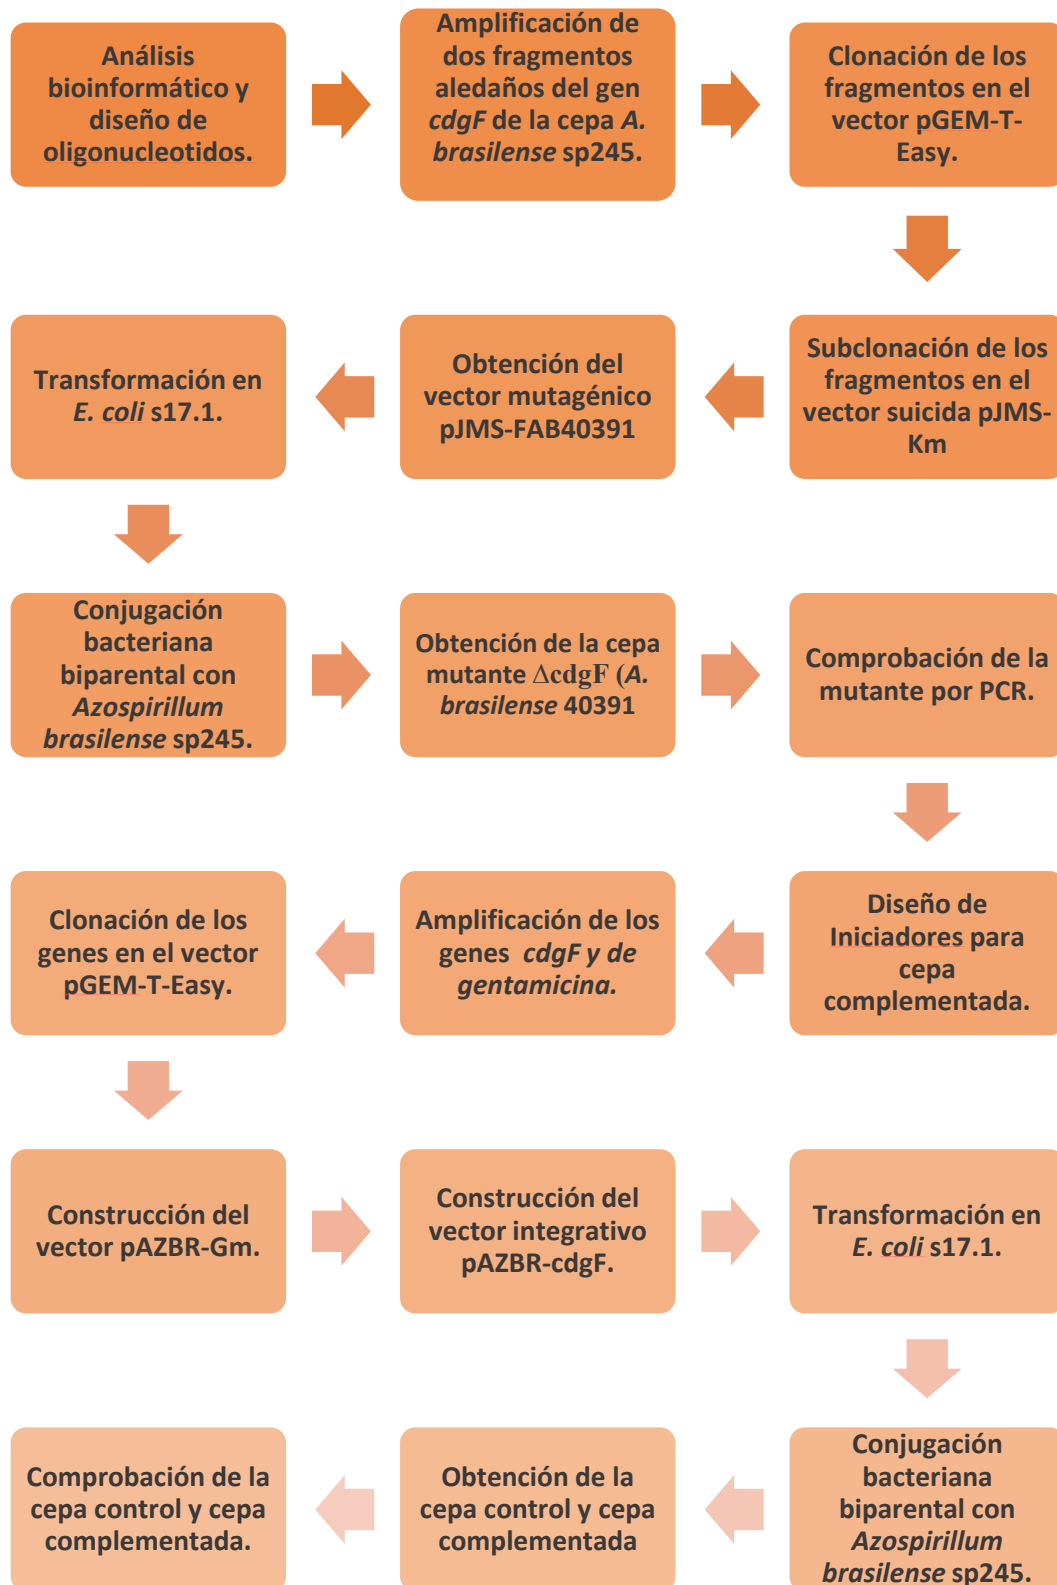 Análisis
bioinformático y
diseño de
oligonucleotidos.
Amplificación de
dos fragmentos
aledaños del gen
cdgF de la cepa A.
brasilense sp245.
Clonación de los
fragmentos en el
vector pGEM-T-
Easy.
Subclonación de los
fragmentos en el
vector suicida pJMS-
Km
Obtención del
vector mutagénico
pJMS-FAB40391
Transformación en
E. coli s17.1.
Conjugación
bacteriana
biparental con
Azospirillum
brasilense sp245.
Obtención de la cepa
mutante ΔcdgF (A.
brasilense 40391
Comprobación de la
mutante por PCR.
Diseño de
Iniciadores para
cepa
complementada.
Amplificación de los
genes cdgF y de
gentamicina.
Clonación de los
genes en el vector
pGEM-T-Easy.
Construcción del
vector pAZBR-Gm.
Construcción del
vector integrativo
pAZBR-cdgF.
Transformación en
E. coli s17.1.
Conjugación
bacteriana
biparental con
Azospirillum
brasilense sp245.
Obtención de la
cepa control y cepa
complementada
Comprobación de la
cepa control y cepa
complementada.